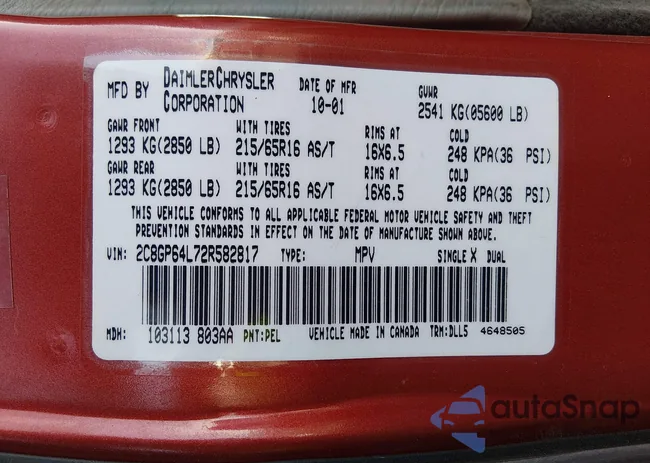 MFD BY DAIMLERCHRYSLER CORPORATION DATE OF MFR 10-01 GVWR 2541 KG(05600 LB)
GAWR FRONT WITH TIRES RIMS AT COLD
1293 KG(2850 LB) 215/65R16 AS/T 16X6.5 248 KPA(36 PSI)
GAWR REAR WITH TIRES RIMS AT COLD
1293 KG(2850 LB) 215/65R16 AS/T 16X6.5 248 KPA(36 PSI)
THIS VEHICLE CONFORMS TO ALL APPLICABLE FEDERAL MOTOR VEHICLE SAFETY AND THEFT
PREVENTION STANDARDS IN EFFECT ON THE DATE OF MANUFACTURE SHOWN ABOVE.
VIN: 2C8GP64L72R582817 TYPE: MPV SINGLE X DUAL
MDH: 103113 803AA PNT:PEL VEHICLE MADE IN CANADA TRM:DLL5 4648505
autoSnap